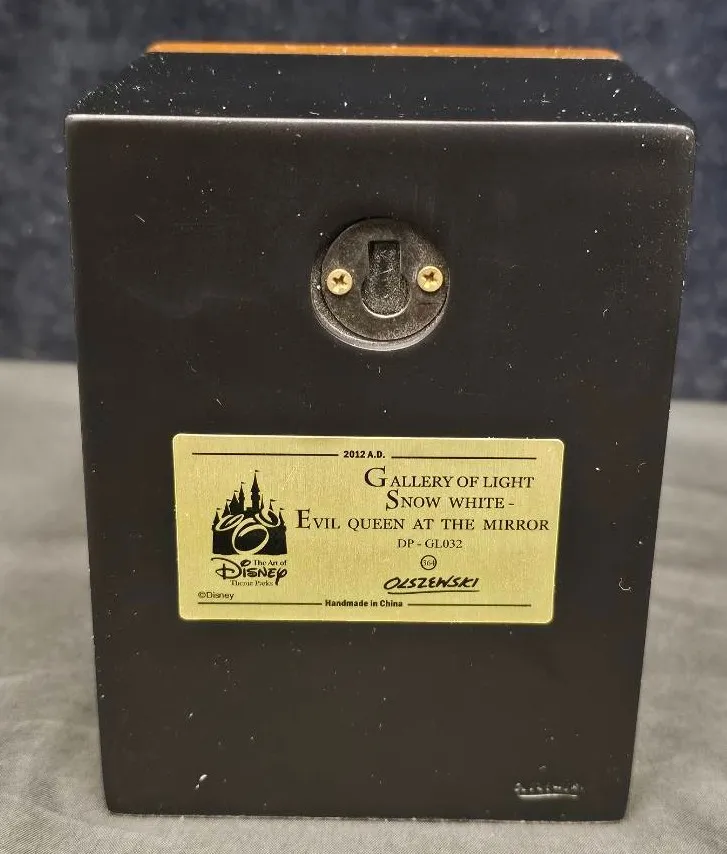 2012 A.D.
GALLERY OF LIGHT
SNOW WHITE -
EVIL QUEEN AT THE MIRROR
DP - GL032
364
OLSZEWSKI
The Art of
DISNEY
Theme Parks
©Disney
Handmade in China